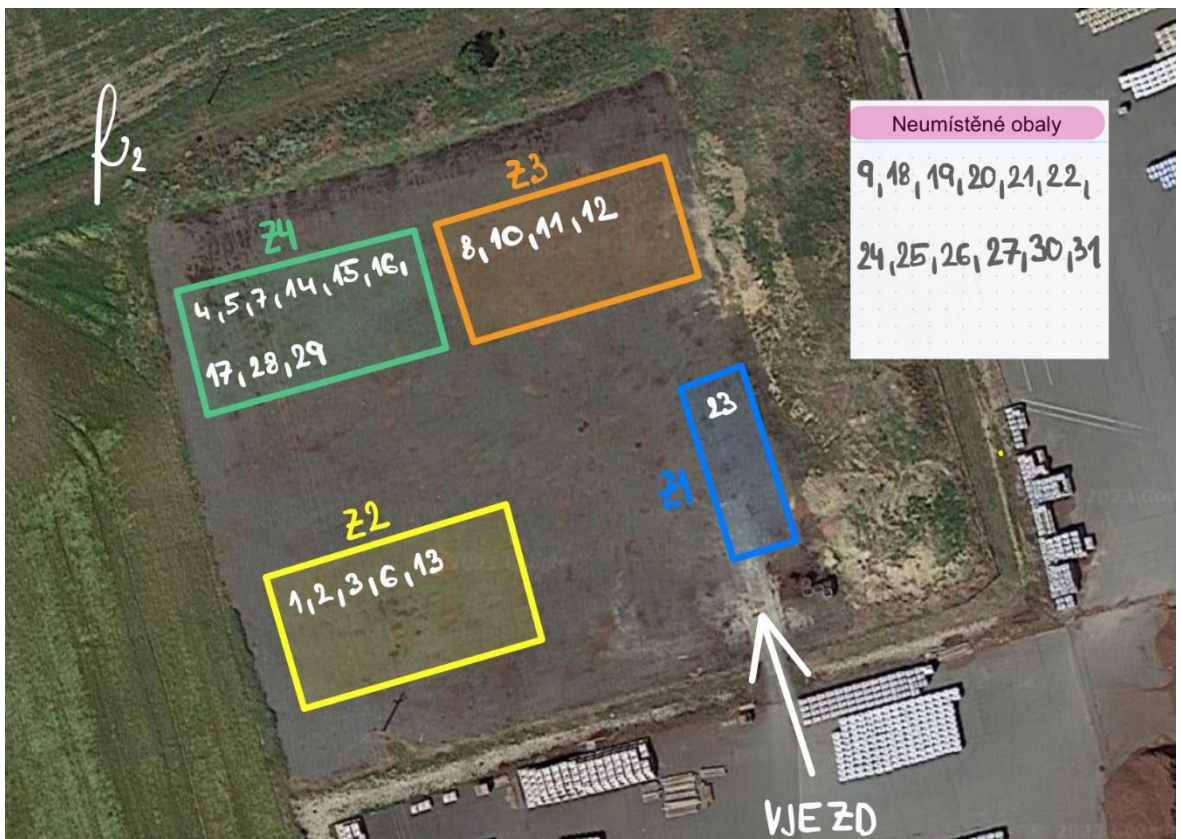 k₂
Z3
8,10,11,12
Z4
4,5,7,14,15,16,
17,28,29
Neumístěné obaly
9,18,19,20,21,22,
24,25,26,27,30,31
23
Z1
Z2
1,2,3,6,13
VJEZD